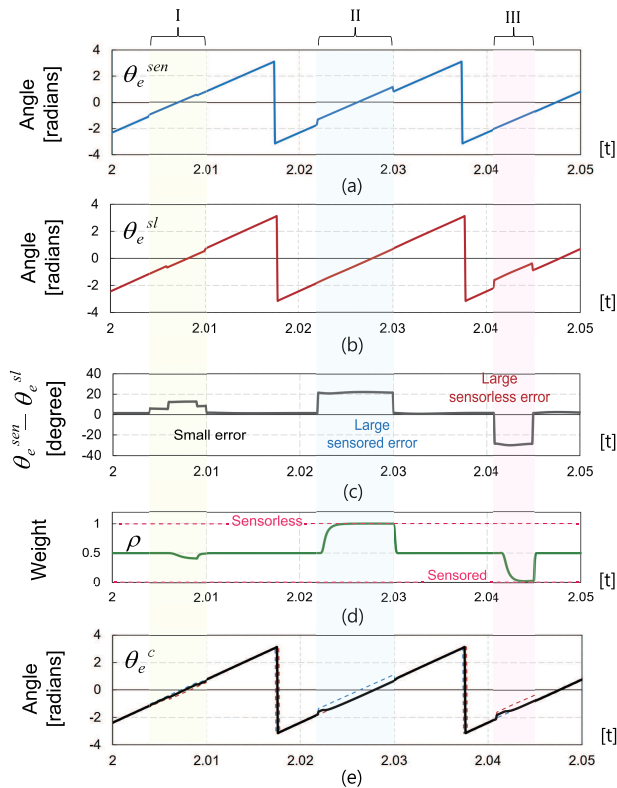 I II III
4
2
0
-2
-4
Angle
[radians]
θ_e^sen
2 2.01 2.02 2.03 2.04 2.05
[t]
(a)
4
2
0
-2
-4
Angle
[radians]
θ_e^sl
2 2.01 2.02 2.03 2.04 2.05
[t]
(b)
40
20
0
-20
-40
θ_e^sen – θ_e^sl
[degree]
Small error
Large
sensored error
Large
sensorless error
2 2.01 2.02 2.03 2.04 2.05
[t]
(c)
1
0.5
0
Weight
ρ
Sensorless
Sensored
2 2.01 2.02 2.03 2.04 2.05
[t]
(d)
4
2
0
-2
-4
Angle
[radians]
θ_e^c
2 2.01 2.02 2.03 2.04 2.05
[t]
(e)